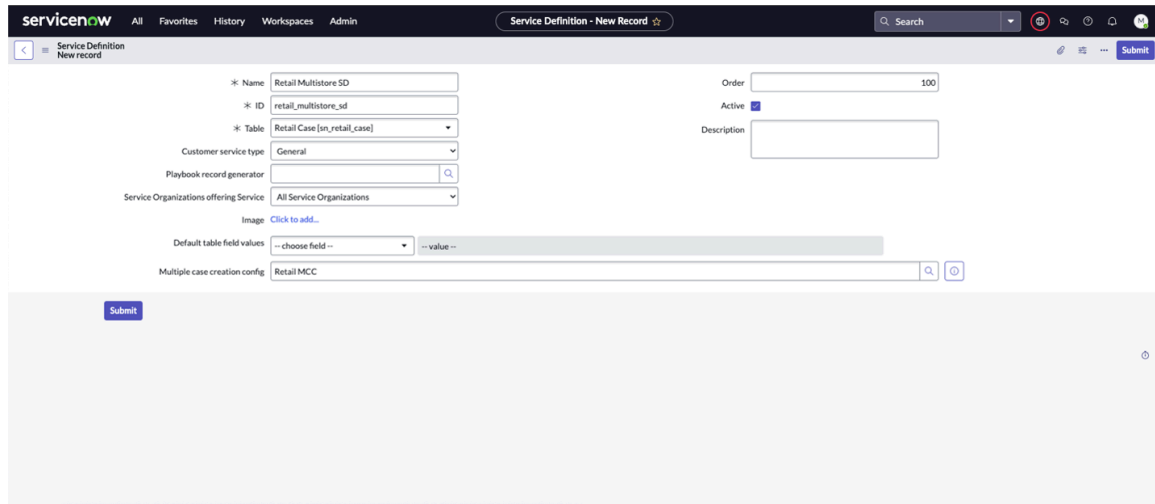 servicenow All Favorites History Workspaces Admin Service Definition - New Record ☆ Search M
Service Definition
New record
Submit
✳ Name Retail Multistore SD
Order 100
✳ ID retail_multistore_sd
Active
✳ Table Retail Case [sn_retail_case]
Description
Customer service type General
Playbook record generator
Service Organizations offering Service All Service Organizations
Image Click to add...
Default table field values -- choose field -- -- value --
Multiple case creation config Retail MCC
Submit